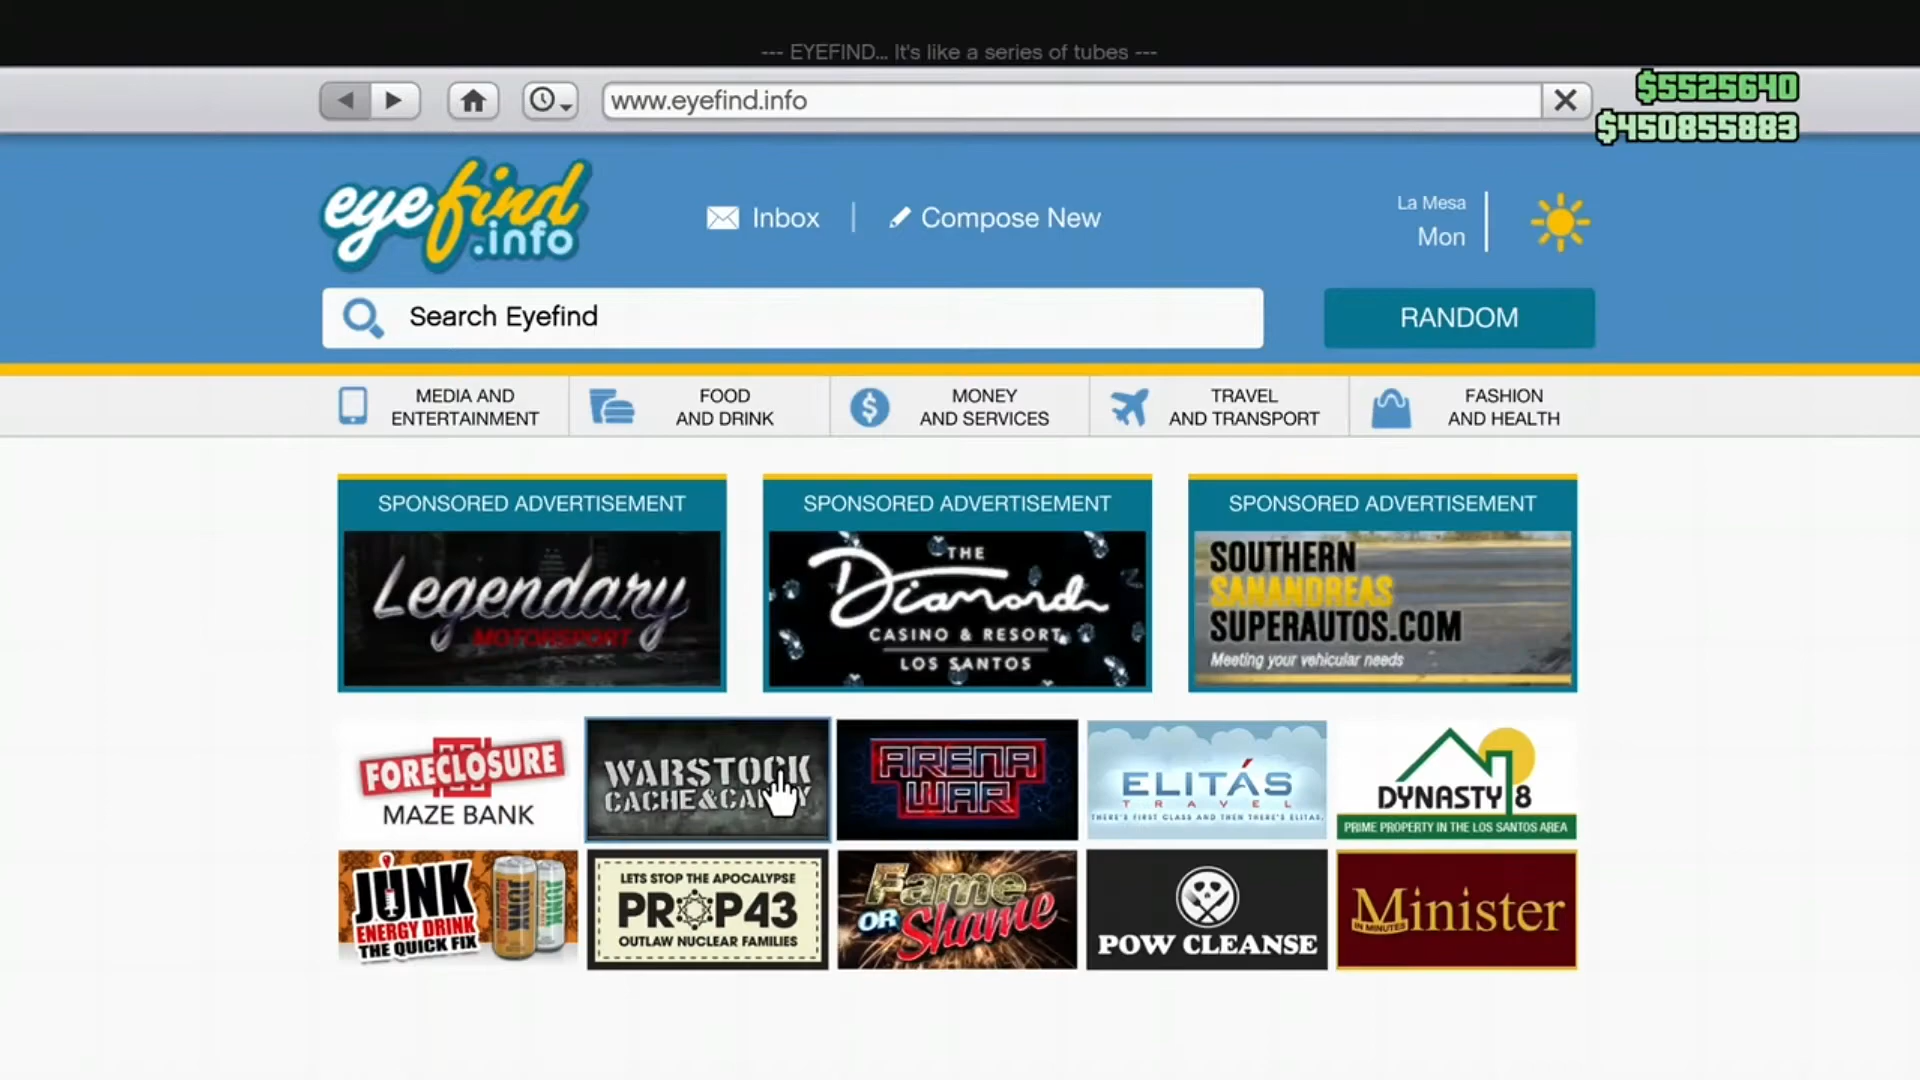 --- EYEFIND... It's like a series of tubes ---
www.eyefind.info
$5525640
$450855883
eyefind
.info
Inbox
Compose New
La Mesa
Mon
Search Eyefind
RANDOM
MEDIA AND
ENTERTAINMENT
FOOD
AND DRINK
MONEY
AND SERVICES
TRAVEL
AND TRANSPORT
FASHION
AND HEALTH
SPONSORED ADVERTISEMENT
Legendary
MOTORSPORT
SPONSORED ADVERTISEMENT
THE
Diamond
CASINO & RESORT
LOS SANTOS
SPONSORED ADVERTISEMENT
SOUTHERN
SANANDREAS
SUPERAUTOS.COM
Meeting your vehicular needs
FORECLOSURE
MAZE BANK
WARSTOCK
CACHE&CARRY
ARENA
WAR
ELITÁS
TRAVEL
THERE'S FIRST CLASS AND THEN THERE'S ELITAS.
DYNASTY 8
PRIME PROPERTY IN THE LOS SANTOS AREA
JUNK
ENERGY DRINK
THE QUICK FIX
LETS STOP THE APOCALYPSE
PROP43
OUTLAW NUCLEAR FAMILIES
Fame
OR Shame
POW CLEANSE
Minister
IN MINUTES